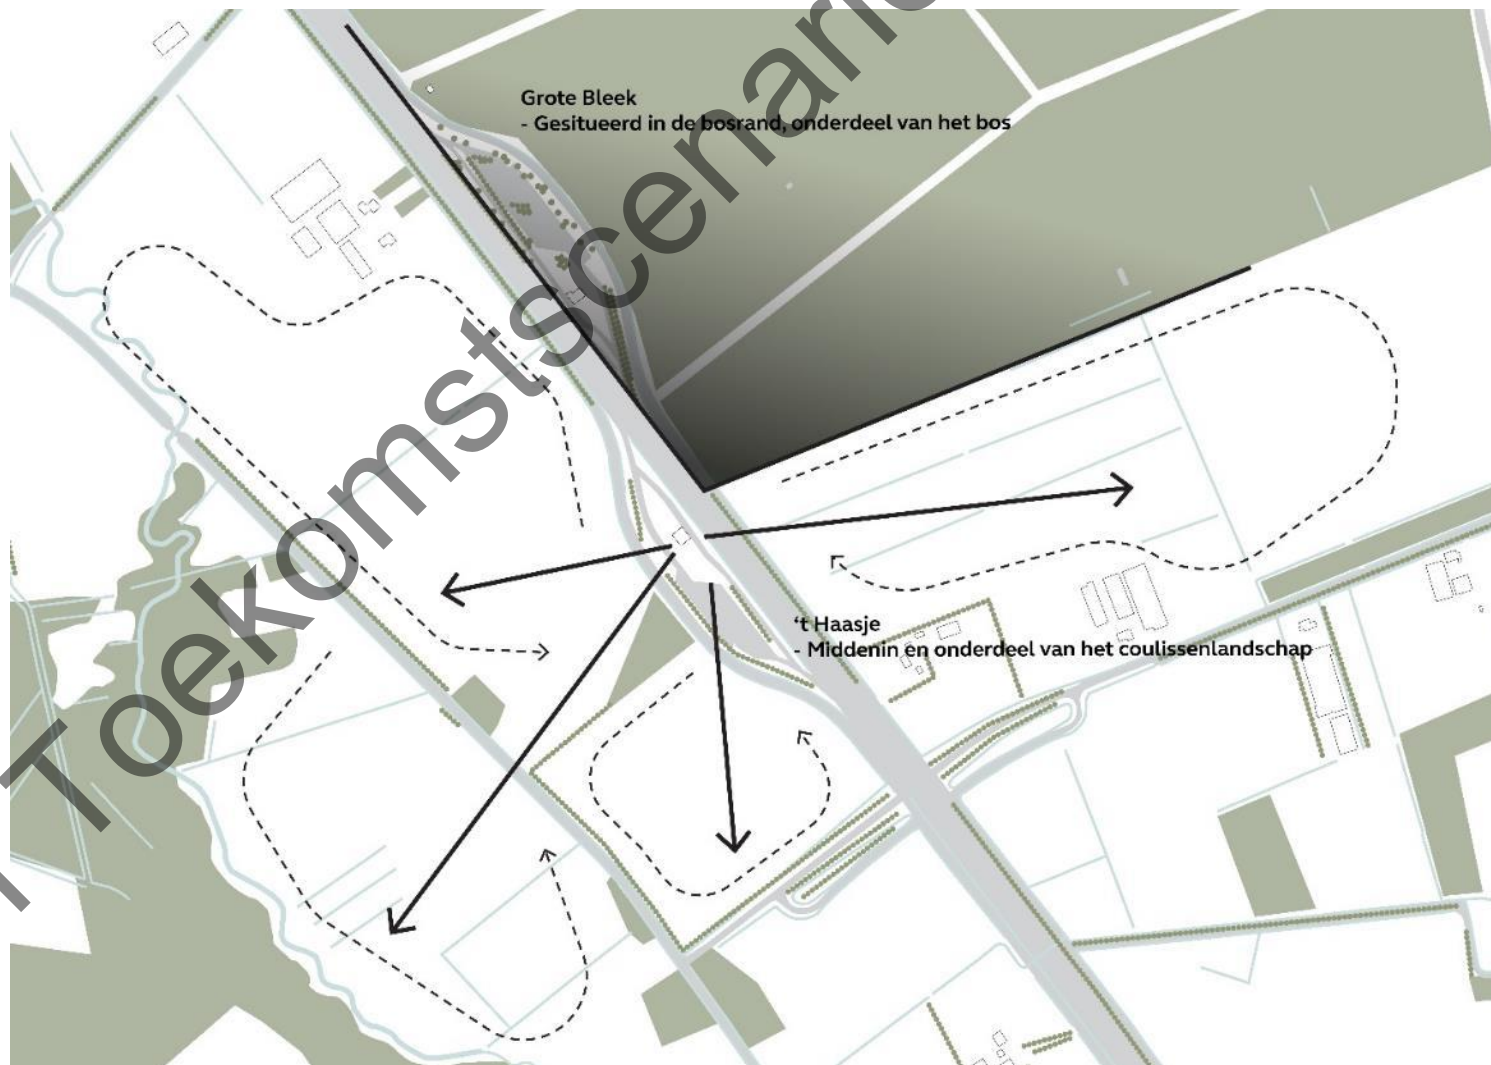 Grote Bleek
- Gesitueerd in de bosrand, onderdeel van het bos
‘t Haasje
- Middenin en onderdeel van het coulissenlandschap
Toekomstscenario